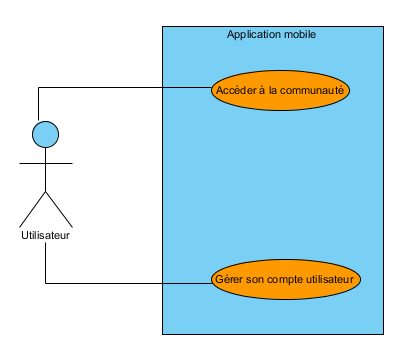 Application mobile
Accéder à la communauté
Utilisateur
Gérer son compte utilisateur